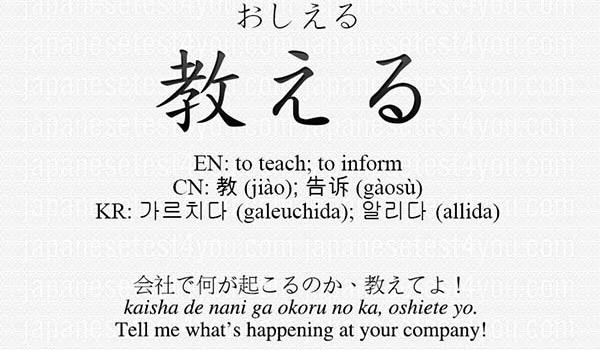 おしえる
教える
EN: to teach; to inform
CN: 教 (jiào); 告诉 (gàosù)
KR: 가르치다 (galeuchida); 알리다 (allida)
会社で何が起こるのか、教えてよ！
kaisha de nani ga okoru no ka, oshiete yo.
Tell me what’s happening at your company!